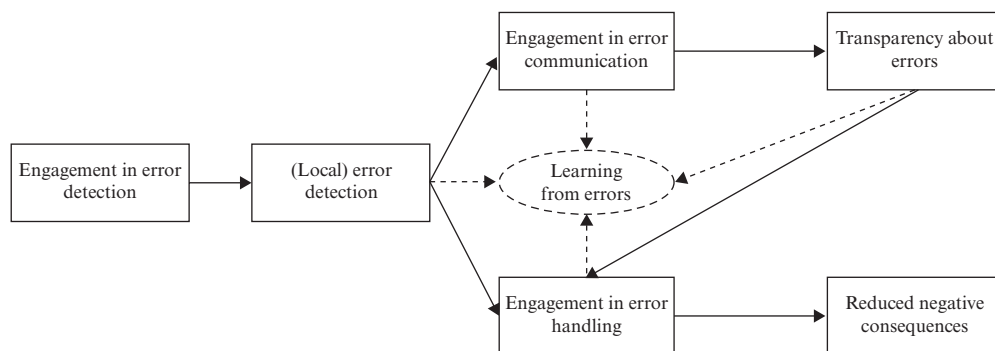 Engagement in error
communication
Transparency about
errors
Engagement in error
detection
(Local) error
detection
Learning
from errors
Engagement in error
handling
Reduced negative
consequences